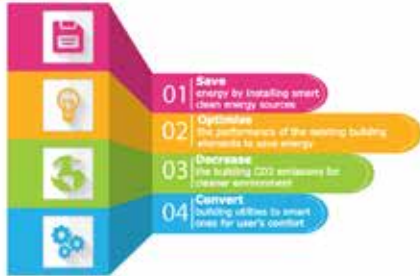 01
Save
energy by installing smart
clean energy sources
02
Optimise
the performance of the existing building
elements to save energy
03
Decrease
the building CO2 emissions for
cleaner environment
04
Convert
building utilities to smart
ones for user's comfort